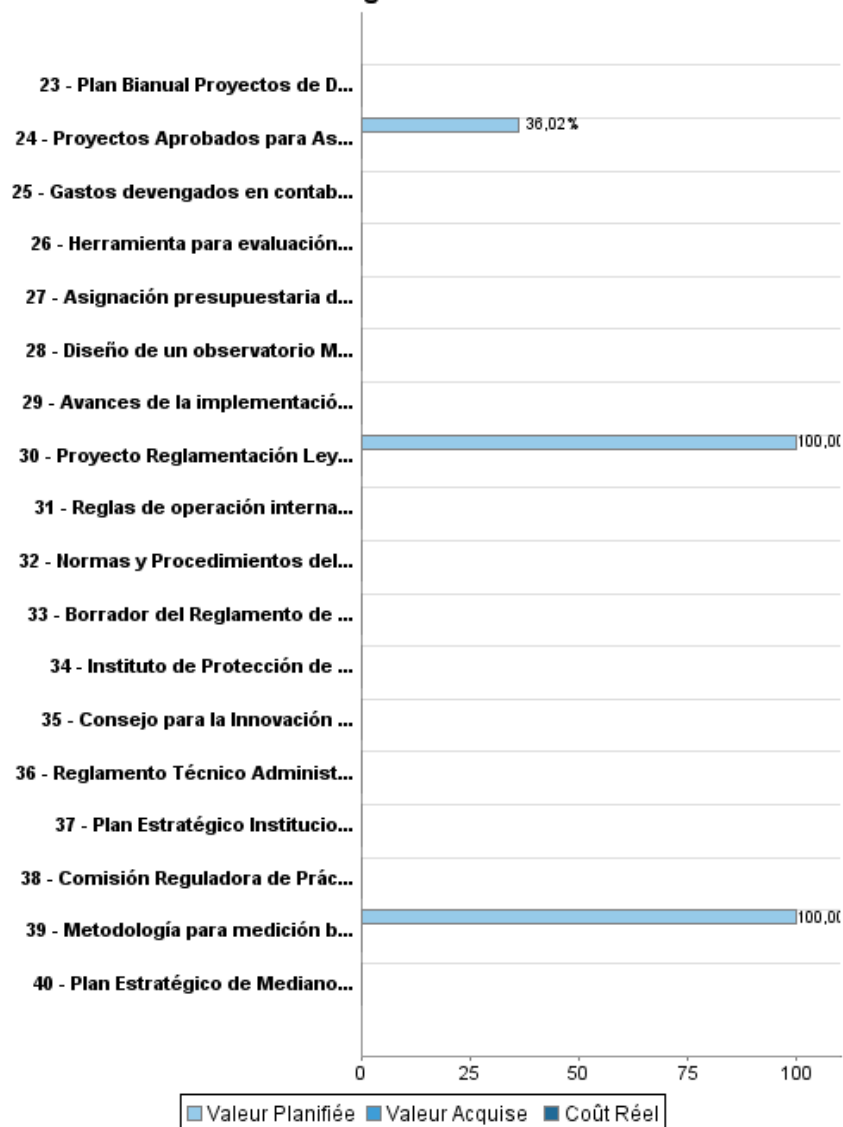 23 - Plan Bianual Proyectos de D...
36,02%
24 - Proyectos Aprobados para As...
25 - Gastos devengados en contab...
26 - Herramienta para evaluación...
27 - Asignación presupuestaria d...
28 - Diseño de un observatorio M...
29 - Avances de la implementació...
100,00
30 - Proyecto Reglamentación Ley...
31 - Reglas de operación interna...
32 - Normas y Procedimientos del...
33 - Borrador del Reglamento de ...
34 - Instituto de Protección de ...
35 - Consejo para la Innovación ...
36 - Reglamento Técnico Administ...
37 - Plan Estratégico Institucio...
38 - Comisión Reguladora de Prác...
100,00
39 - Metodología para medición b...
40 - Plan Estratégico de Mediano...
0 25 50 75 100
Valeur Planifiée Valeur Acquise Coût Réel